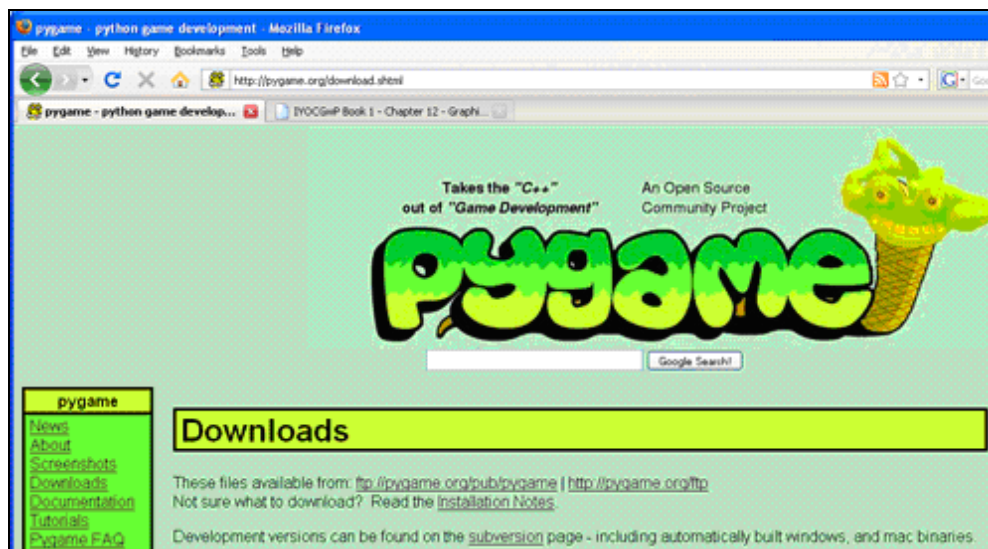 pygame - python game development - Mozilla Firefox
File Edit View History Bookmarks Tools Help
http://pygame.org/download.shtml
G
pygame - python game develop...
IYOCGwP Book 1 - Chapter 12 - Graphi...
Takes the "C++"
out of "Game Development"
An Open Source
Community Project
pygame
Google Search!
pygame
News
About
Screenshots
Downloads
Documentation
Tutorials
Pygame FAQ
Downloads
These files available from: ftp://pygame.org/pub/pygame | http://pygame.org/ftp
Not sure what to download? Read the Installation Notes.
Development versions can be found on the subversion page - including automatically built windows, and mac binaries.